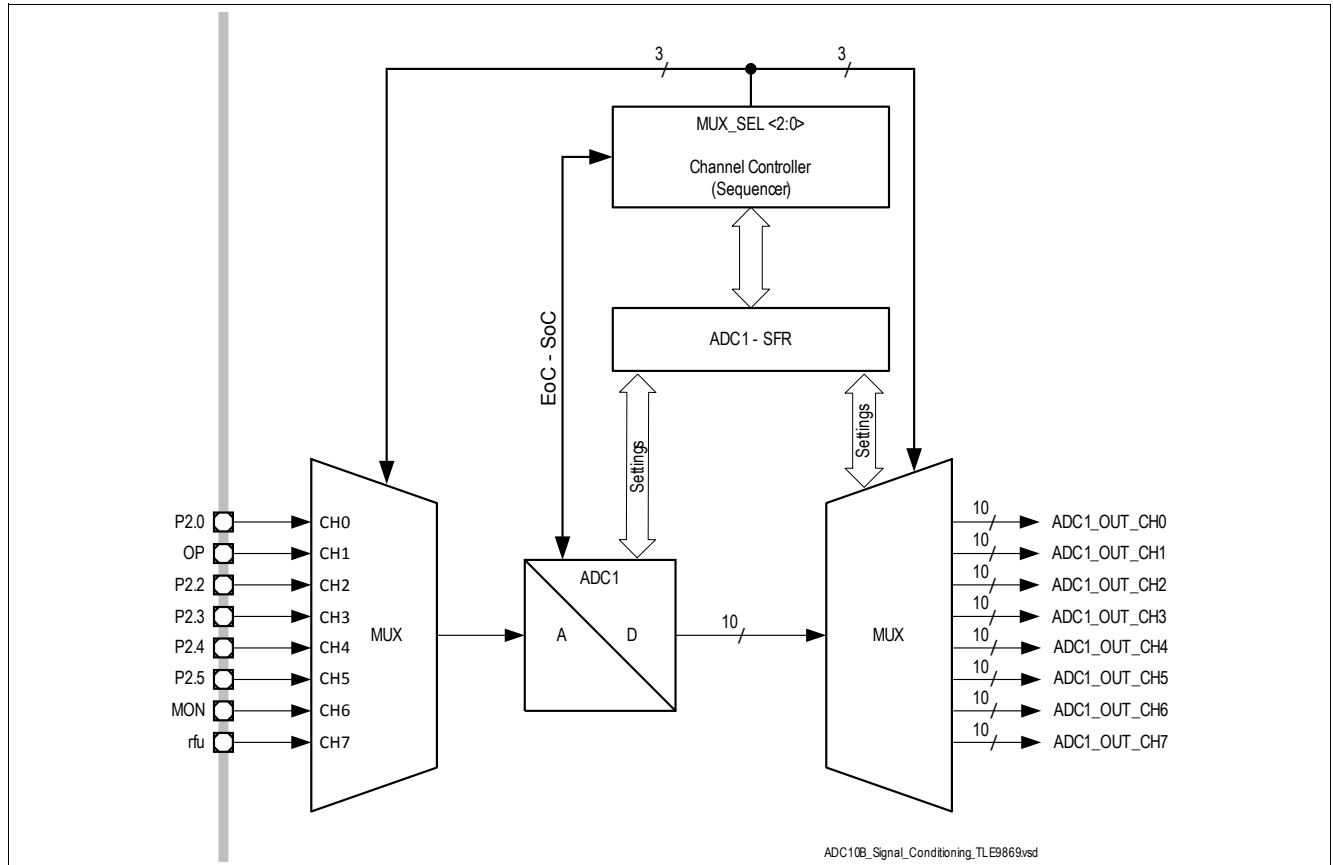 3
3
MUX_SEL <2:0>
Channel Controller
(Sequencer)
EoC - SoC
ADC1 - SFR
Settings
Settings
P2.0
OP
P2.2
P2.3
P2.4
P2.5
MON
rfu
CH0
CH1
CH2
CH3
CH4
CH5
CH6
CH7
MUX
ADC1
A
D
10
MUX
10
ADC1_OUT_CH0
10
ADC1_OUT_CH1
10
ADC1_OUT_CH2
10
ADC1_OUT_CH3
10
ADC1_OUT_CH4
10
ADC1_OUT_CH5
10
ADC1_OUT_CH6
10
ADC1_OUT_CH7
ADC10B_Signal_Conditioning_TLE9869.vsd